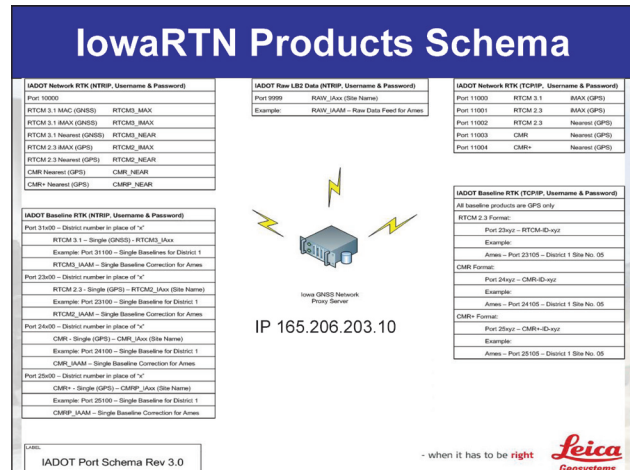 IowaRTN Products Schema
IADOT Network RTK (NTRIP, Username & Password)
Port 10000
RTCM 3.1 MAC (GNSS) RTCM3_MAX
RTCM 3.1 iMAX (GNSS) RTCM3_IMAX
RTCM 3.1 Nearest (GNSS) RTCM3_NEAR
RTCM 2.3 iMAX (GPS) RTCM2_IMAX
RTCM 2.3 Nearest (GPS) RTCM2_NEAR
CMR Nearest (GPS) CMR_NEAR
CMR+ Nearest (GPS) CMRP_NEAR
IADOT Baseline RTK (NTRIP, Username & Password)
Port 31x00 – District number in place of "x"
RTCM 3.1 – Single (GNSS) - RTCM3_IAxx
Example: Port 31100 – Single Baselines for District 1
RTCM3_IAAM – Single Baseline Correction for Ames
Port 23x00 – District number in place of "x"
RTCM 2.3 - Single (GPS) – RTCM2_IAxx (Site Name)
Example: Port 23100 – Single Baseline for District 1
RTCM2_IAAM – Single Baseline Correction for Ames
Port 24x00 – District number in place of "x"
CMR - Single (GPS) – CMR_IAxx (Site Name)
Example: Port 24100 – Single Baseline for District 1
CMR_IAAM – Single Baseline Correction for Ames
Port 25x00 – District number in place of "x"
CMR+ - Single (GPS) – CMRP_IAxx (Site Name)
Example: Port 25100 – Single Baseline for District 1
CMRP_IAAM – Single Baseline Correction for Ames
LABEL
IADOT Port Schema Rev 3.0
IADOT Raw LB2 Data (NTRIP, Username & Password)
Port 9999 RAW_IAxx (Site Name)
Example: RAW_IAAM – Raw Data Feed for Ames
Iowa GNSS Network
Proxy Server
IP 165.206.203.10
IADOT Network RTK (TCP/IP, Username & Password)
Port 11000 RTCM 3.1 iMAX (GPS)
Port 11001 RTCM 2.3 iMAX (GPS)
Port 11002 RTCM 2.3 Nearest (GPS)
Port 11003 CMR Nearest (GPS)
Port 11004 CMR+ Nearest (GPS)
IADOT Baseline RTK (TCP/IP, Username & Password)
All baseline products are GPS only
RTCM 2.3 Format:
Port 23xyz – RTCM-ID-xyz
Example:
Ames – Port 23105 – District 1 Site No. 05
CMR Format:
Port 24xyz – CMR-ID-xyz
Example:
Ames – Port 24105 – District 1 Site No. 05
CMR+ Format:
Port 25xyz – CMR+-ID-xyz
Example:
Ames – Port 25105 – District 1 Site No. 05
- when it has to be right
Leica
Geosystems